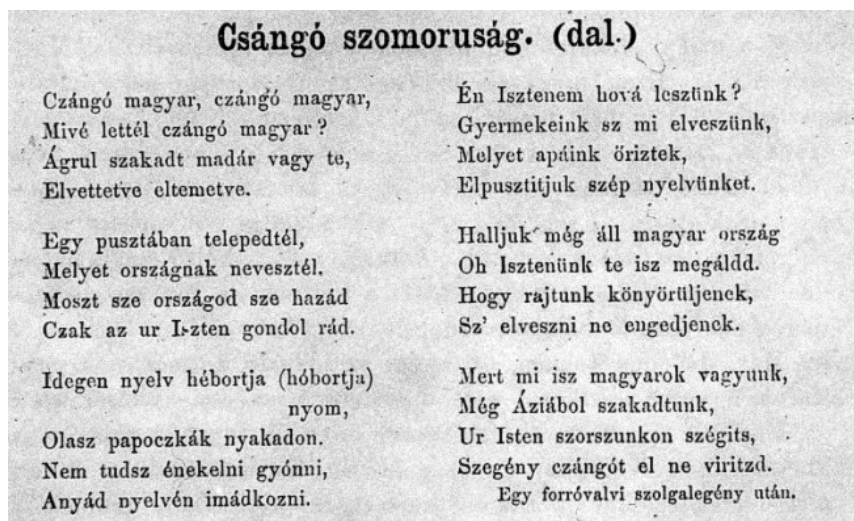 Csángó szomoruság. (dal.)
Czángó magyar, czángó magyar,
Mivé lettél czángó magyar?
Ágrul szakadt madár vagy te,
Elvettetve eltemetve.
Egy pusztában telepedtél,
Melyet országnak nevesztél.
Moszt sze országod sze hazád
Czak az ur Iszten gondol rád.
Idegen nyelv hébortja (hóbortja)
nyom,
Olasz papoczkák nyakadon.
Nem tudsz énekelni gyónni,
Anyád nyelvén imádkozni.
Én Isztenem hová leszünk?
Gyermekeink sz mi elveszünk,
Melyet apáink őriztek,
Elpusztitjuk szép nyelvünket.
Halljuk még áll magyar ország
Oh Isztenünk te isz megáldd.
Hogy rajtunk könyörüljenek,
Sz' elveszni ne engedjenek.
Mert mi isz magyarok vagyunk,
Még Áziából szakadtunk,
Ur Isten szorszunkon szégits,
Szegény czángót el ne viritzd.
Egy forróvalvi szolgalegény után.